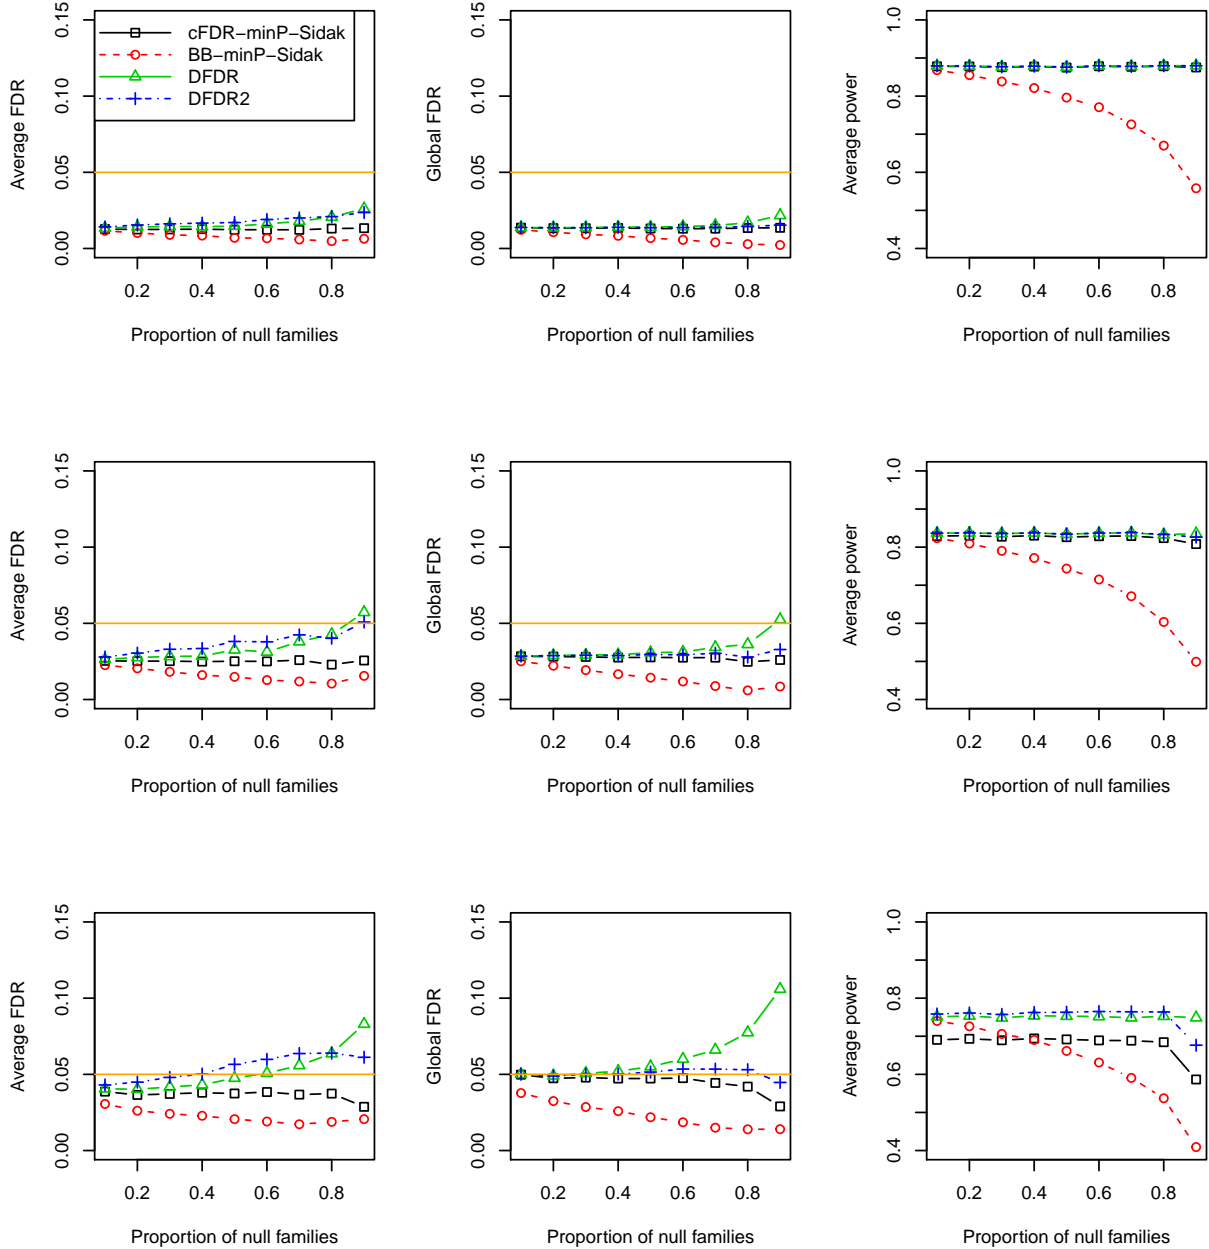 cFDR-minP-Sidak
BB-minP-Sidak
DFDR
DFDR2
Average FDR
0.00 0.05 0.10 0.15
0.2 0.4 0.6 0.8
Proportion of null families
Global FDR
0.00 0.05 0.10 0.15
0.2 0.4 0.6 0.8
Proportion of null families
Average power
0.4 0.6 0.8 1.0
0.2 0.4 0.6 0.8
Proportion of null families
Average FDR
0.00 0.05 0.10 0.15
0.2 0.4 0.6 0.8
Proportion of null families
Global FDR
0.00 0.05 0.10 0.15
0.2 0.4 0.6 0.8
Proportion of null families
Average power
0.4 0.6 0.8 1.0
0.2 0.4 0.6 0.8
Proportion of null families
Average FDR
0.00 0.05 0.10 0.15
0.2 0.4 0.6 0.8
Proportion of null families
Global FDR
0.00 0.05 0.10 0.15
0.2 0.4 0.6 0.8
Proportion of null families
Average power
0.4 0.6 0.8 1.0
0.2 0.4 0.6 0.8
Proportion of null families